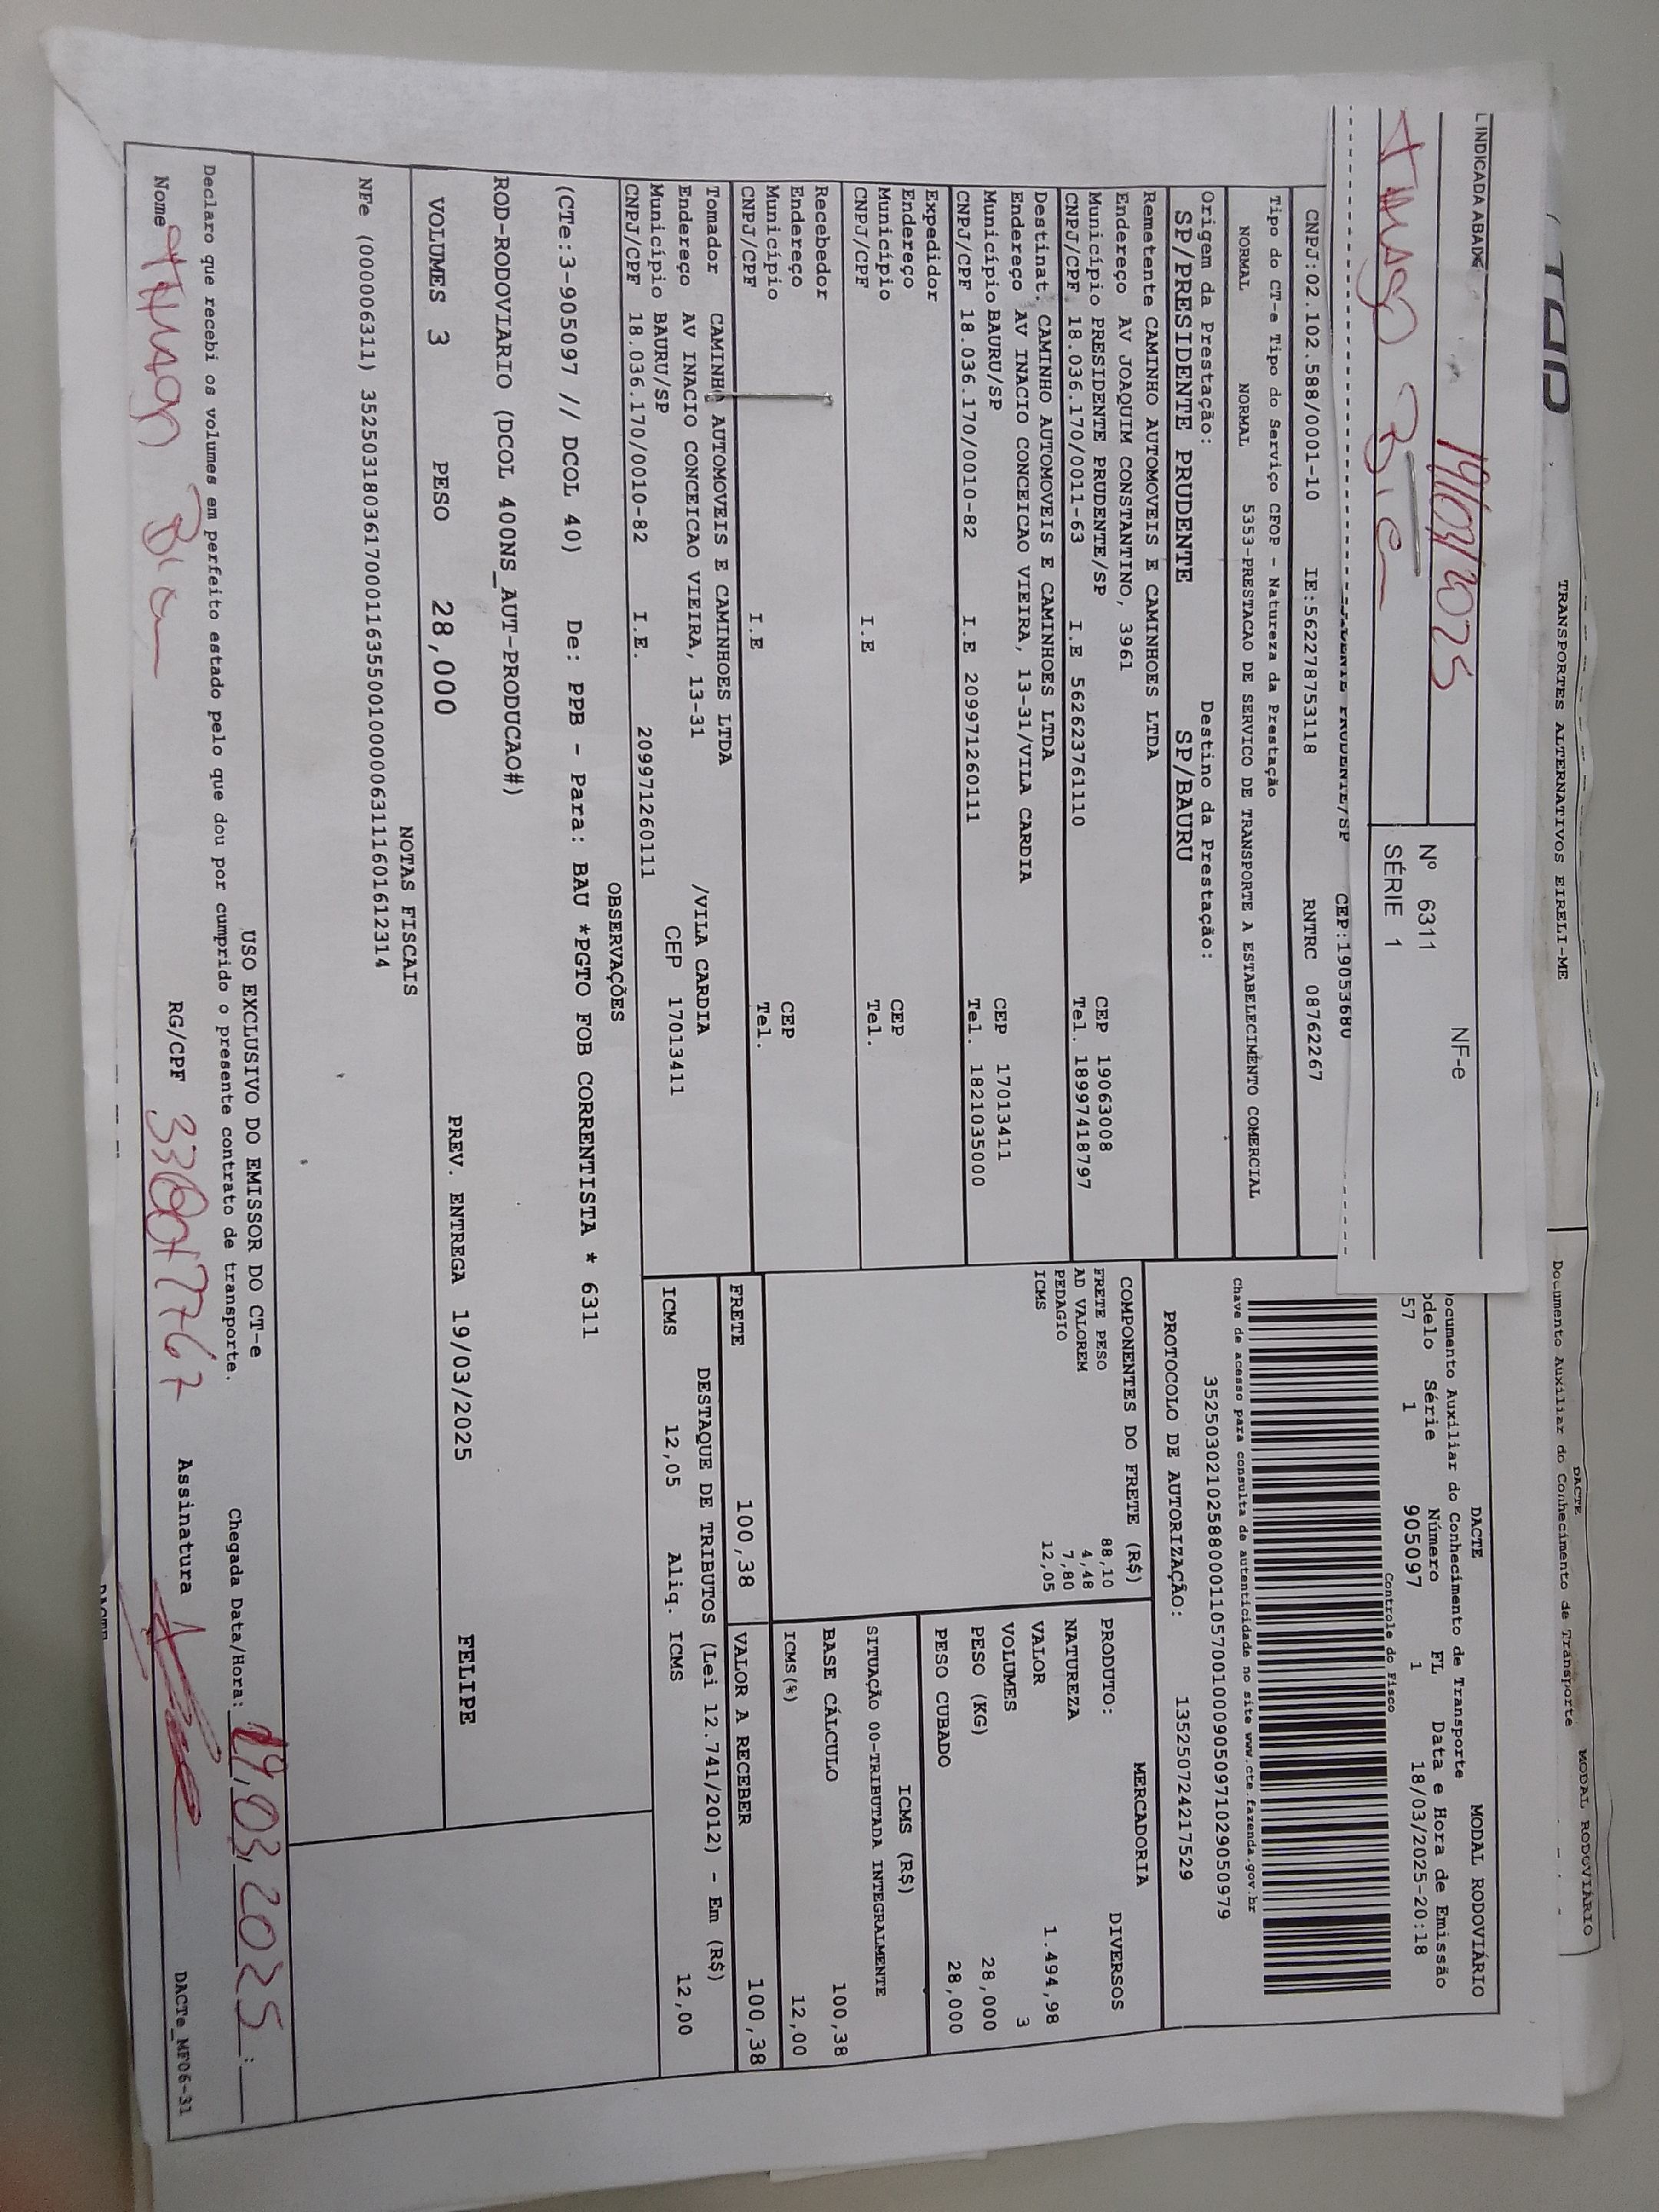 TRANSPORTES ALTERNATIVOS EIRELI-ME
DACTE
MODAL RODOVIÁRIO
Documento Auxiliar do Conhecimento de Transporte
L INDICADA ABAIX
19/03/2025
NF-e
Nº 6311
SÉRIE 1
CEP:19053680
CNPJ:02.102.588/0001-10 IE:562278753118 RNTRC 08762267
Tipo do CT-e Tipo do Serviço CFOP - Natureza da Prestação
NORMAL NORMAL 5353-PRESTACAO DE SERVICO DE TRANSPORTE A ESTABELECIMENTO COMERCIAL
Origem da Prestação: Destino da Prestação:
SP/PRESIDENTE PRUDENTE SP/BAURU
Remetente CAMINHO AUTOMOVEIS E CAMINHOES LTDA
Endereço AV JOAQUIM CONSTANTINO, 3961
Município PRESIDENTE PRUDENTE/SP CEP 19063008
CNPJ/CPF 18.036.170/0011-63 I.E 562623761110 Tel. 18997418797
Destinat. CAMINHO AUTOMOVEIS E CAMINHOES LTDA
Endereço AV INACIO CONCEICAO VIEIRA, 13-31/VILA CARDIA
Município BAURU/SP CEP 17013411
CNPJ/CPF 18.036.170/0010-82 I.E 209971260111 Tel. 1821035000
Expedidor
Endereço
Município CEP
CNPJ/CPF I.E Tel.
Recebedor
Endereço
Município CEP
CNPJ/CPF I.E Tel.
Tomador CAMINHO AUTOMOVEIS E CAMINHOES LTDA
Endereço AV INACIO CONCEICAO VIEIRA, 13-31 /VILA CARDIA
Município BAURU/SP CEP 17013411
CNPJ/CPF 18.036.170/0010-82 I.E. 209971260111
DACTE MODAL RODOVIÁRIO
ocumento Auxiliar do Conhecimento de Transporte
odelo Série Número FL Data e Hora de Emissão
57 1 905097 1 18/03/2025-20:18
Controle do Fisco
Chave de acesso para consulta de autenticidade no site www.cte.fazenda.gov.br
35250302102588000110570010009050971029050979
PROTOCOLO DE AUTORIZAÇÃO: 135250724217529
COMPONENTES DO FRETE (R$)
FRETE PESO 88,10
AD VALOREM 4,48
PEDAGIO 7,80
ICMS 12,05
MERCADORIA
PRODUTO: DIVERSOS
NATUREZA
VALOR 1.494,98
VOLUMES 3
PESO (KG) 28,000
PESO CUBADO 28,000
ICMS (R$)
SITUAÇÃO 00-TRIBUTADA INTEGRALMENTE
BASE CÁLCULO 100,38
ICMS(%) 12,00
FRETE 100,38 VALOR A RECEBER 100,38
DESTAQUE DE TRIBUTOS (Lei 12.741/2012) - Em (R$)
ICMS 12,05 Aliq. ICMS 12,00
OBSERVAÇÕES
(CTe:3-905097 // DCOL 40) De: PPB - Para: BAU *PGTO FOB CORRENTISTA * 6311
ROD-RODOVIARIO (DCOL 400NS_AUT-PRODUCAO#)
VOLUMES 3 PESO 28,000 PREV. ENTREGA 19/03/2025 FELIPE
NOTAS FISCAIS
NFe (000006311) 35250318036170001163550010000063111601612314
USO EXCLUSIVO DO EMISSOR DO CT-e
Declaro que recebi os volumes em perfeito estado pelo que dou por cumprido o presente contrato de transporte.
Chegada Data/Hora: 19,03,2025 :
Nome RG/CPF Assinatura
DACTe_MF06-31
DACTE